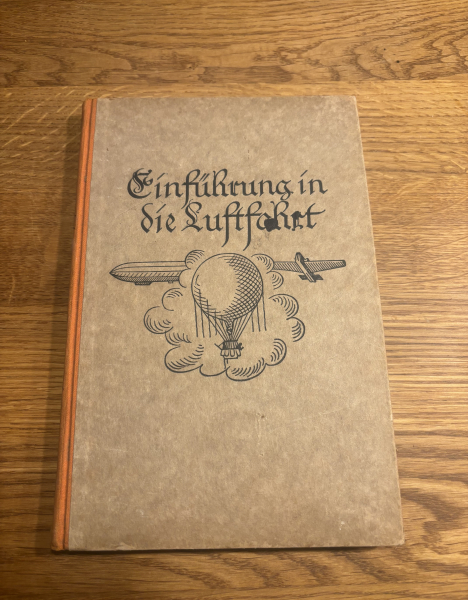 Einführung in
die Luftfahrt